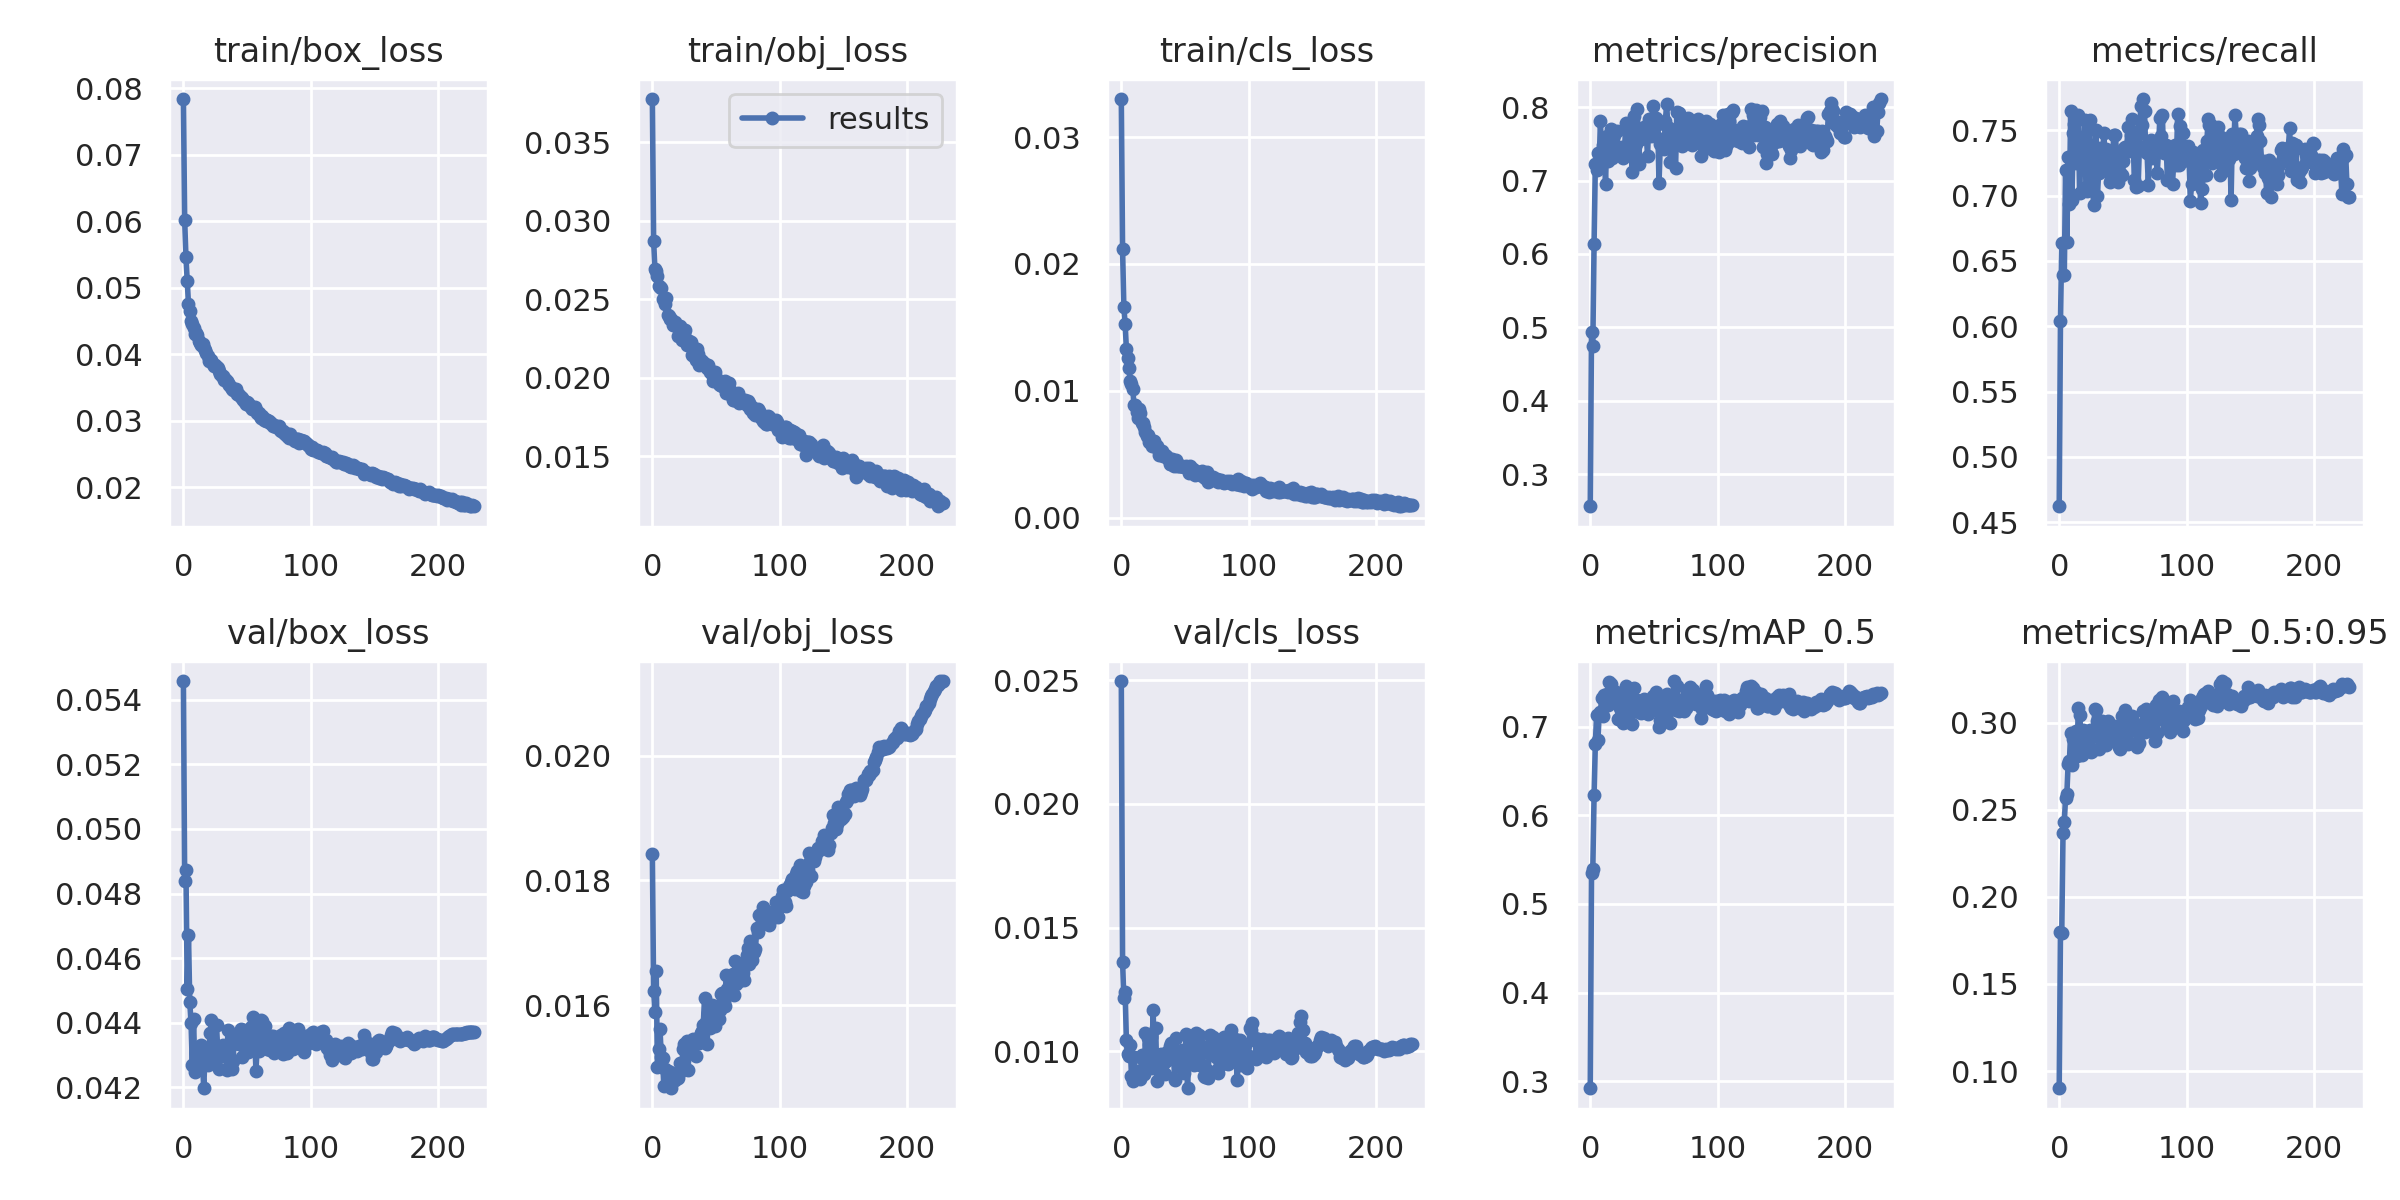 train/box_loss
0.08
0.07
0.06
0.05
0.04
0.03
0.02
0 100 200
train/obj_loss
results
0.035
0.030
0.025
0.020
0.015
0 100 200
train/cls_loss
0.03
0.02
0.01
0.00
0 100 200
metrics/precision
0.8
0.7
0.6
0.5
0.4
0.3
0 100 200
metrics/recall
0.75
0.70
0.65
0.60
0.55
0.50
0.45
0 100 200
val/box_loss
0.054
0.052
0.050
0.048
0.046
0.044
0.042
0 100 200
val/obj_loss
0.020
0.018
0.016
0 100 200
val/cls_loss
0.025
0.020
0.015
0.010
0 100 200
metrics/mAP_0.5
0.7
0.6
0.5
0.4
0.3
0 100 200
metrics/mAP_0.5:0.95
0.30
0.25
0.20
0.15
0.10
0 100 200